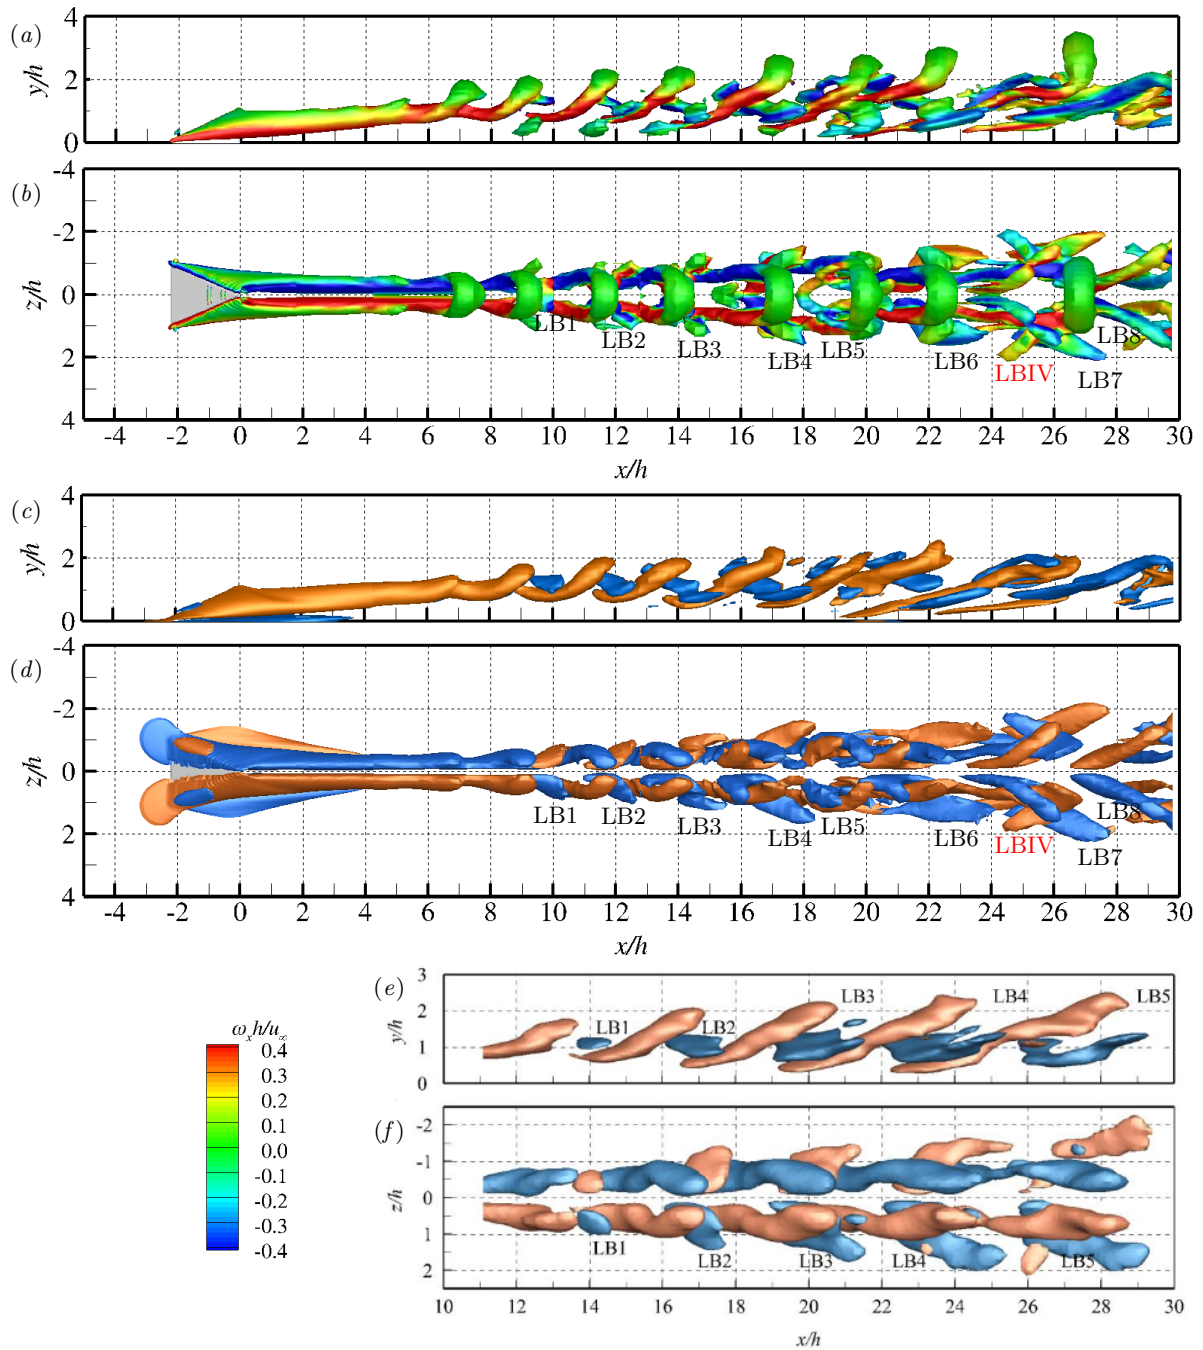 (a)
4
2
0
y/h
(b)
-4
-2
0
2
4
z/h
LB1
LB2
LB3
LB4
LB5
LB6
LBIV
LB7
LB8
-4 -2 0 2 4 6 8 10 12 14 16 18 20 22 24 26 28 30
x/h
(c)
4
2
0
y/h
(d)
-4
-2
0
2
4
z/h
LB1
LB2
LB3
LB4
LB5
LB6
LBIV
LB7
LB8
-4 -2 0 2 4 6 8 10 12 14 16 18 20 22 24 26 28 30
x/h
ωₓh/u∞
0.4
0.3
0.2
0.1
0.0
-0.1
-0.2
-0.3
-0.4
(e)
3
2
1
0
y/h
LB1
LB2
LB3
LB4
LB5
(f)
-2
-1
0
1
2
z/h
LB1
LB2
LB3
LB4
LB5
10 12 14 16 18 20 22 24 26 28 30
x/h